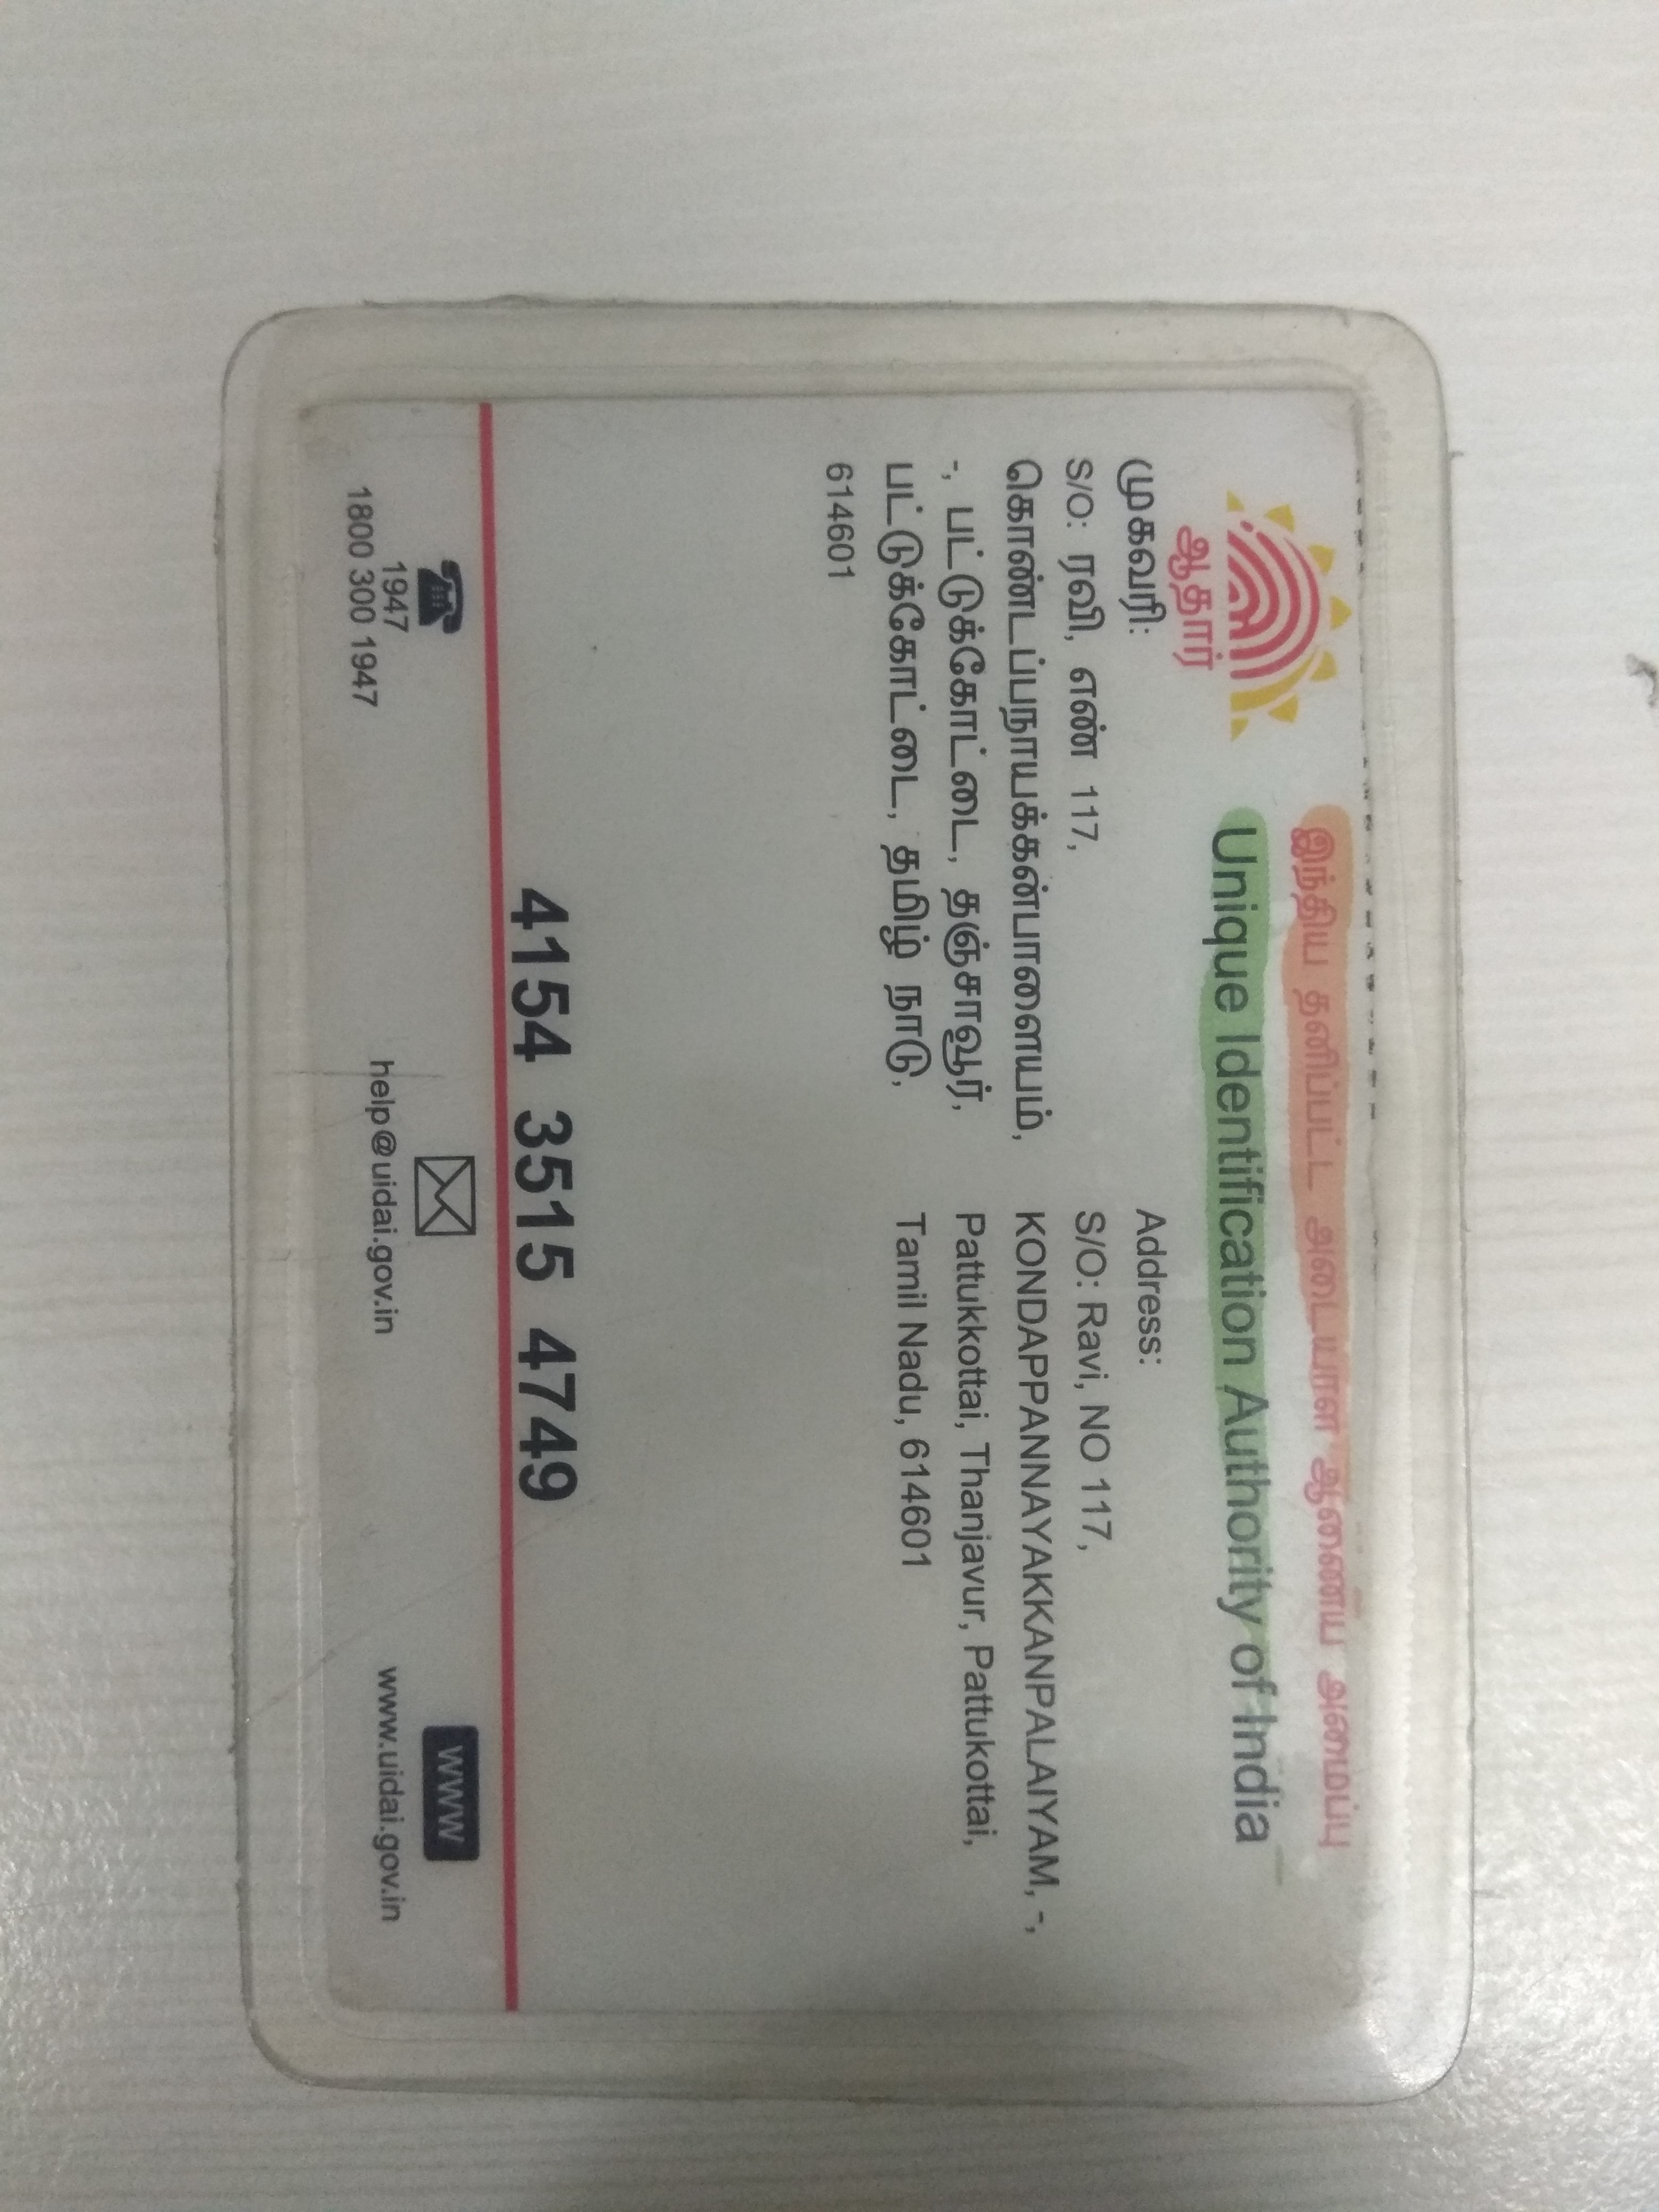 இந்திய தனிப்பட்ட அடையாள ஆணைய அமைப்பு
Unique Identification Authority of India
ஆதார்
முகவரி:
S/O: ரவி, எண் 117,
கொண்டப்பநாயக்கன்பாளையம்,
-, பட்டுக்கோட்டை, தஞ்சாவூர்,
பட்டுக்கோட்டை, தமிழ் நாடு,
614601
Address:
S/O: Ravi, NO 117,
KONDAPPANNAYAKKANPALAIYAM, -,
Pattukkottai, Thanjavur, Pattukottai,
Tamil Nadu, 614601
4154 3515 4749
1947
1800 300 1947
help@uidai.gov.in
www
www.uidai.gov.in